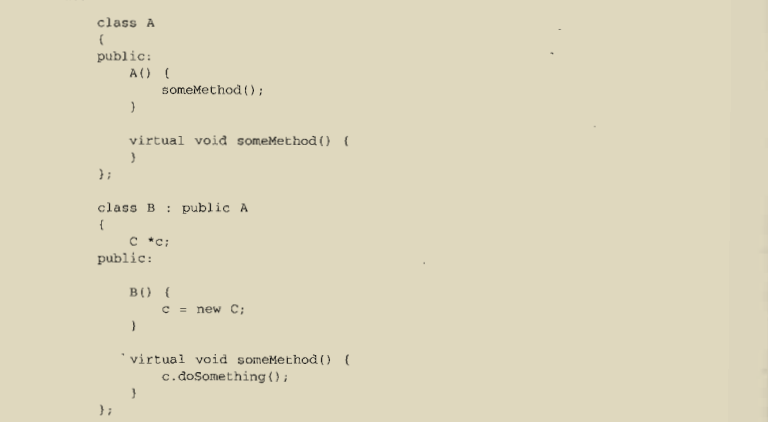 class A
{
public:
    A() {
        someMethod();
    }

    virtual void someMethod() {
    }
};

class B : public A
{
    C *c;
public:

    B() {
        c = new C;
    }

    virtual void someMethod() {
        c.doSomething();
    }
};